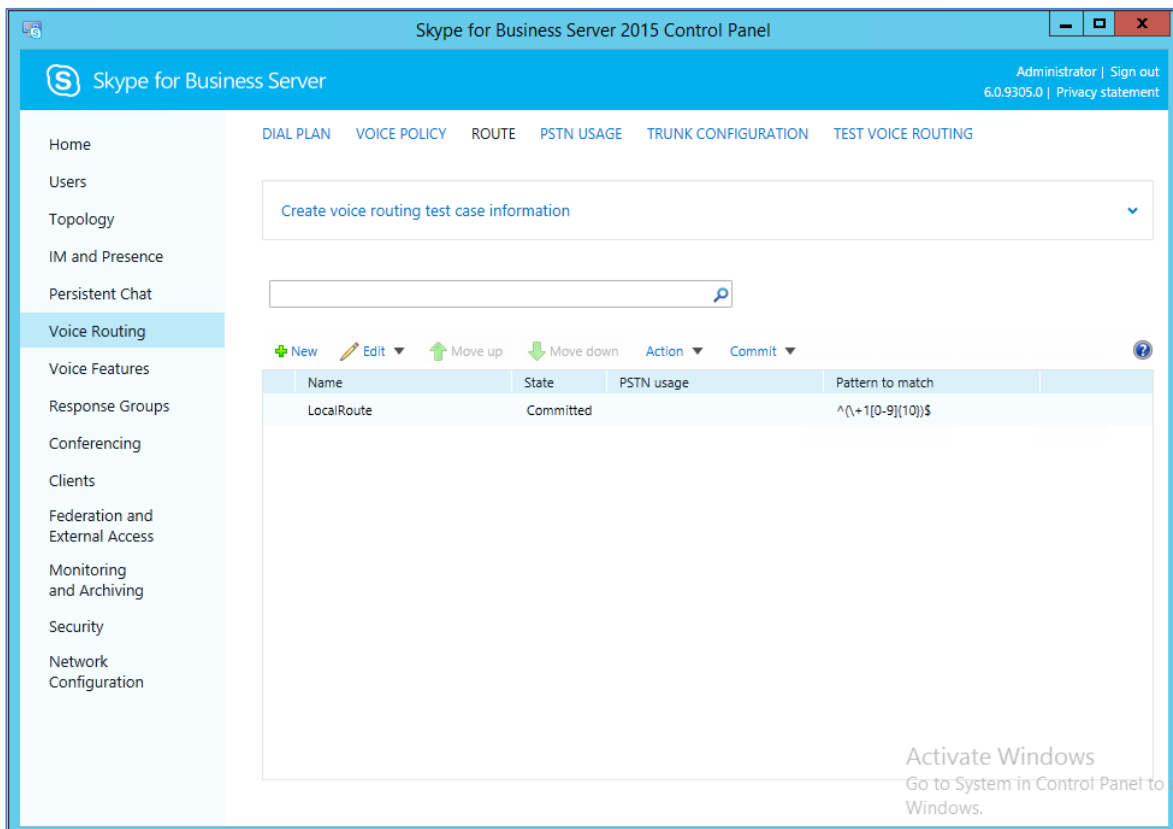 Skype for Business Server 2015 Control Panel
S Skype for Business Server
Administrator | Sign out
6.0.9305.0 | Privacy statement
Home
Users
Topology
IM and Presence
Persistent Chat
Voice Routing
Voice Features
Response Groups
Conferencing
Clients
Federation and
External Access
Monitoring
and Archiving
Security
Network
Configuration
DIAL PLAN VOICE POLICY ROUTE PSTN USAGE TRUNK CONFIGURATION TEST VOICE ROUTING
Create voice routing test case information
New Edit Move up Move down Action Commit
Name State PSTN usage Pattern to match
LocalRoute Committed ^(\+1[0-9]{10})$
Activate Windows
Go to System in Control Panel to
Windows.